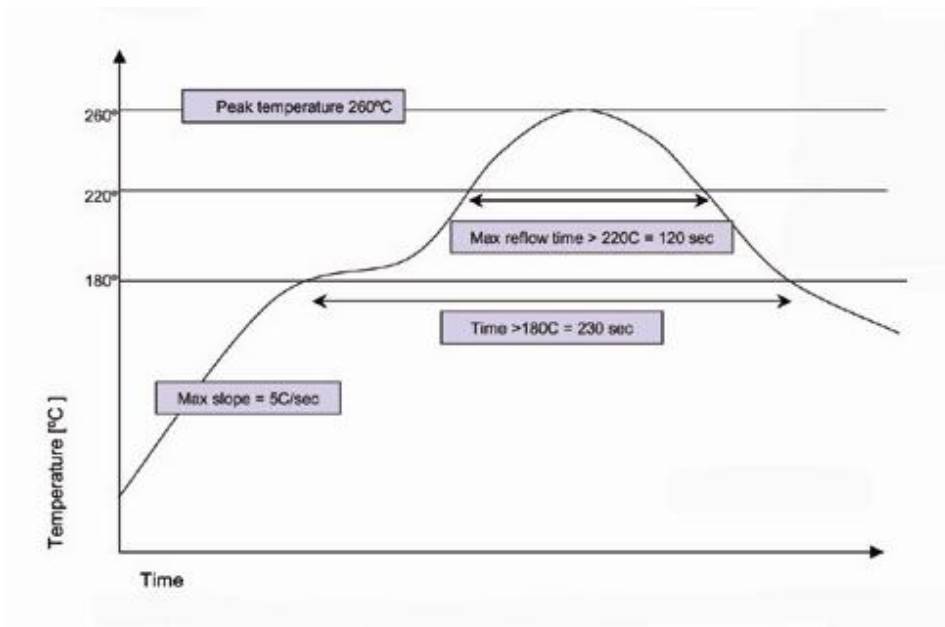 Peak temperature 260ºC
260º
220º
Max reflow time > 220C = 120 sec
180º
Time >180C = 230 sec
Max slope = 5C/sec
Temperature [ºC ]
Time